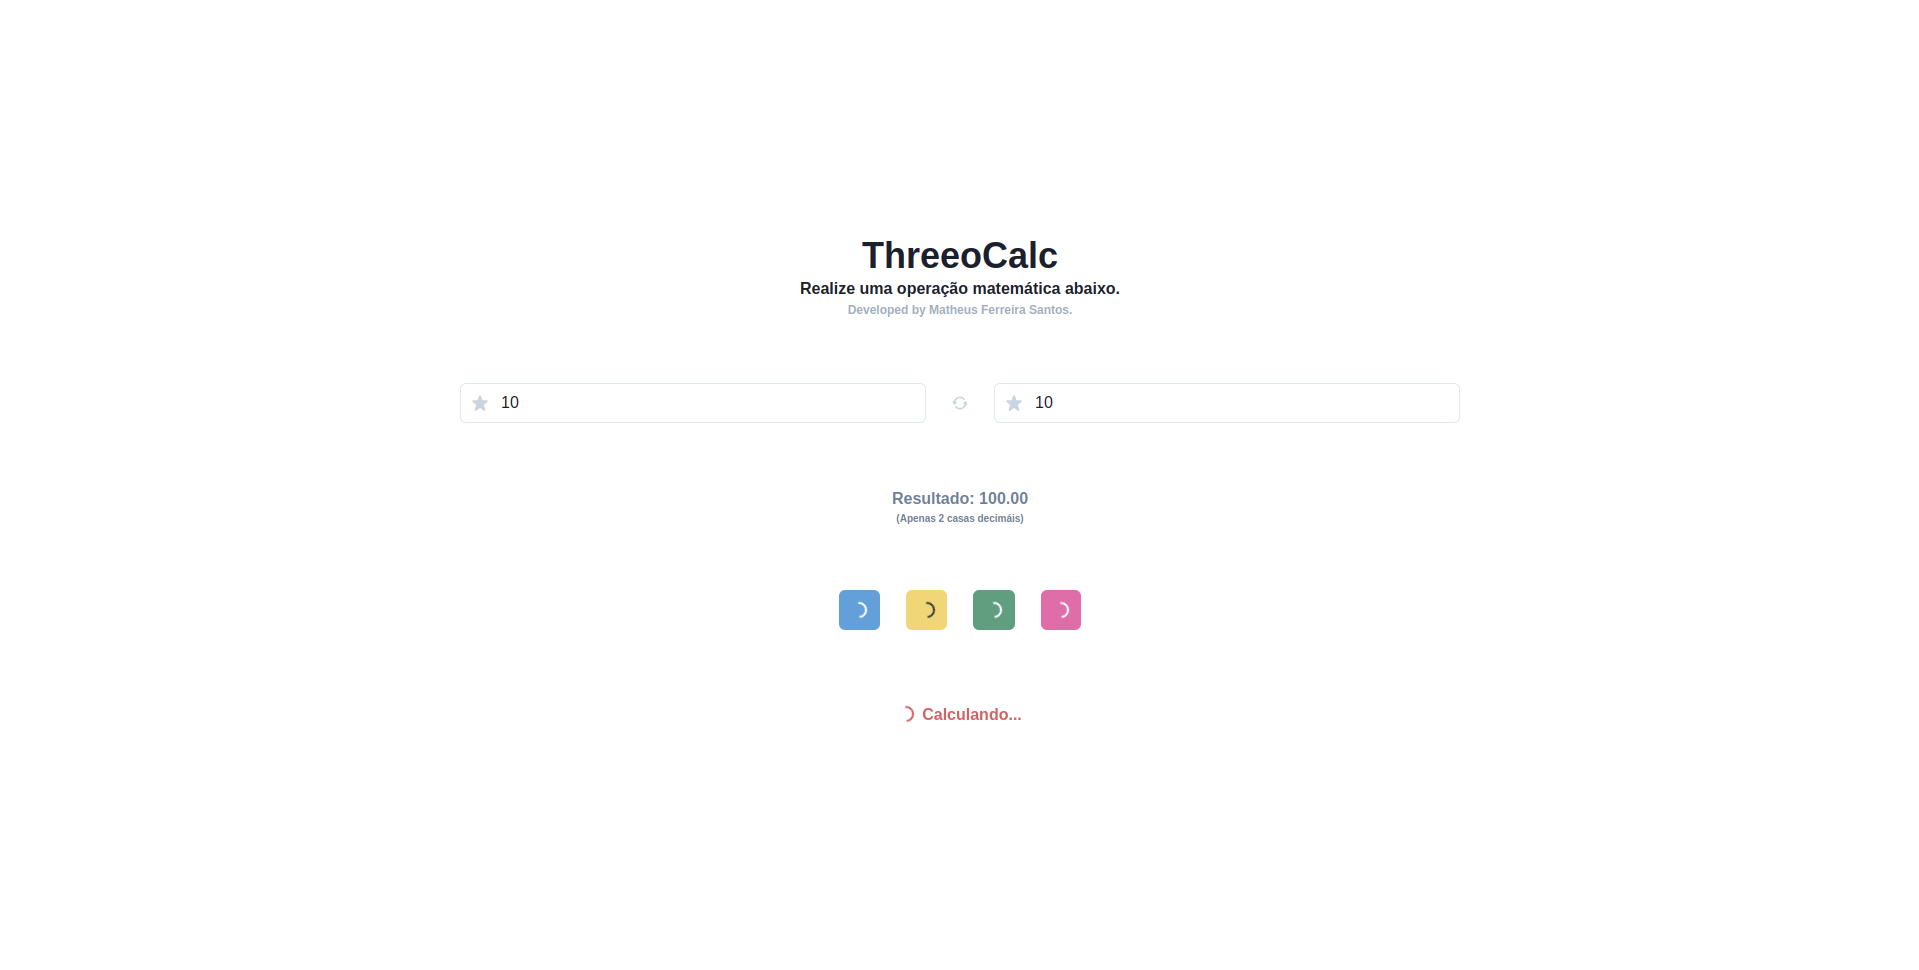 ThreeoCalc
Realize uma operação matemática abaixo.
Developed by Matheus Ferreira Santos.
10
10
Resultado: 100.00
(Apenas 2 casas decimáis)
Calculando...